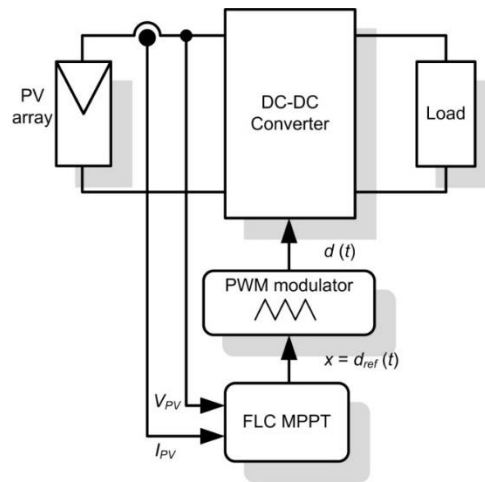 PV
array
DC-DC
Converter
Load
d (t)
PWM modulator
x = dref (t)
VPV
FLC MPPT
IPV